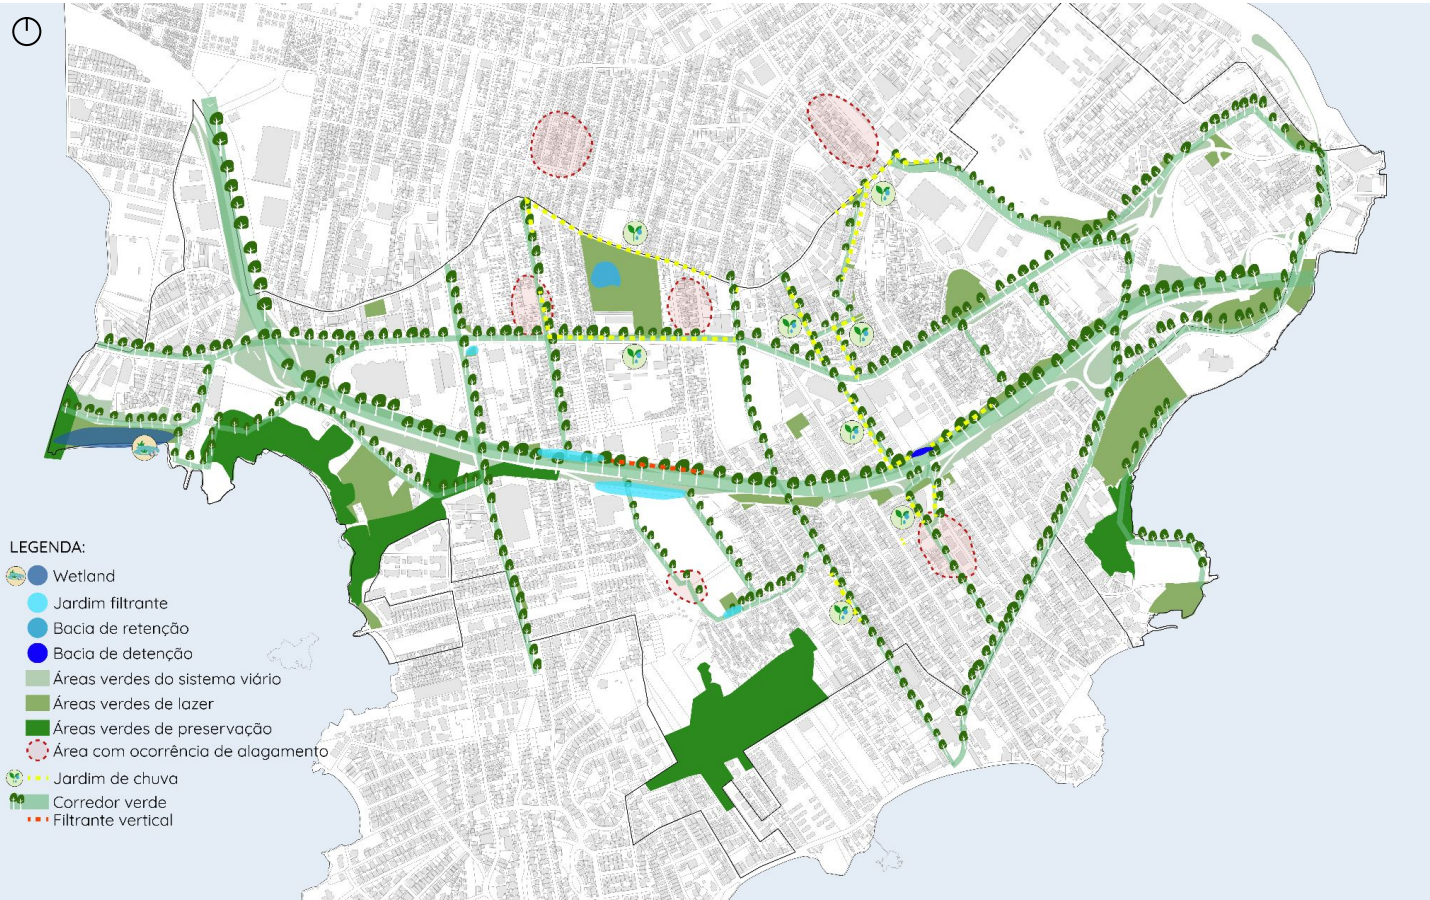 LEGENDA:
Wetland
Jardim filtrante
Bacia de retenção
Bacia de detenção
Áreas verdes do sistema viário
Áreas verdes de lazer
Áreas verdes de preservação
Área com ocorrência de alagamento
Jardim de chuva
Corredor verde
Filtrante vertical